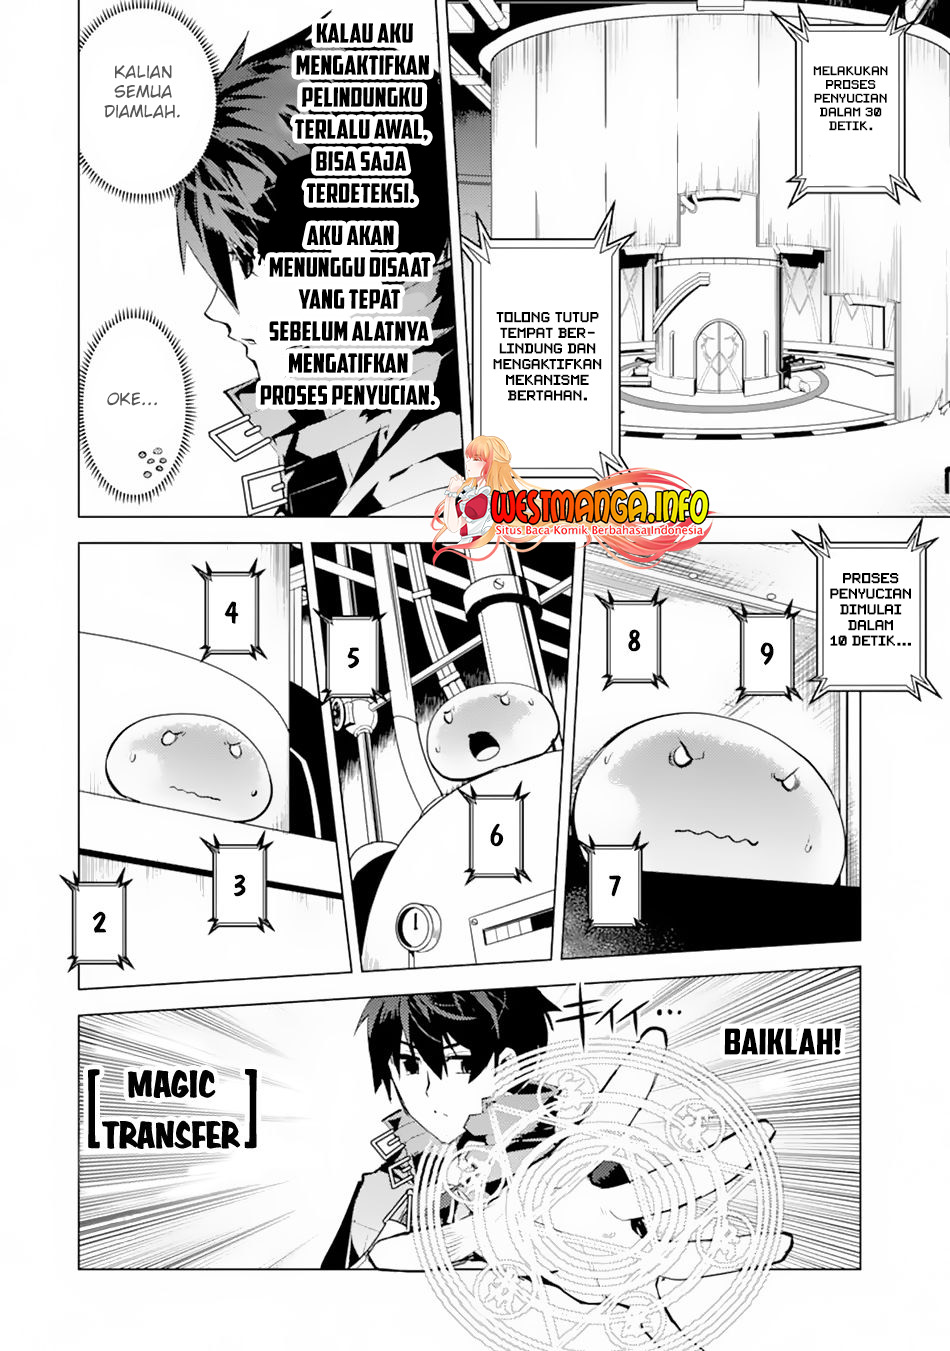 MELAKUKAN
PROSES
PENYUCIAN
DALAM 30
DETIK.
TOLONG TUTUP
TEMPAT BER-
LINDUNG DAN
MENGAKTIFKAN
MEKANISME
BERTAHAN.
KALAU AKU
MENGAKTIFKAN
PELINDUNGKU
TERLALU AWAL,
BISA SAJA
TERDETEKSI.
AKU AKAN
MENUNGGU DISAAT
YANG TEPAT
SEBELUM ALATNYA
MENGATIFKAN
PROSES PENYUCIAN.
KALIAN
SEMUA
DIAMLAH.
OKE...
WESTMANGA.INFO
Situs Baca Komik Berbahasa Indonesia
PROSES
PENYUCIAN
DIMULAI
DALAM
10 DETIK...
9
8
7
6
5
4
3
2
キィィ...
BAIKLAH!
[MAGIC
TRANSFER]